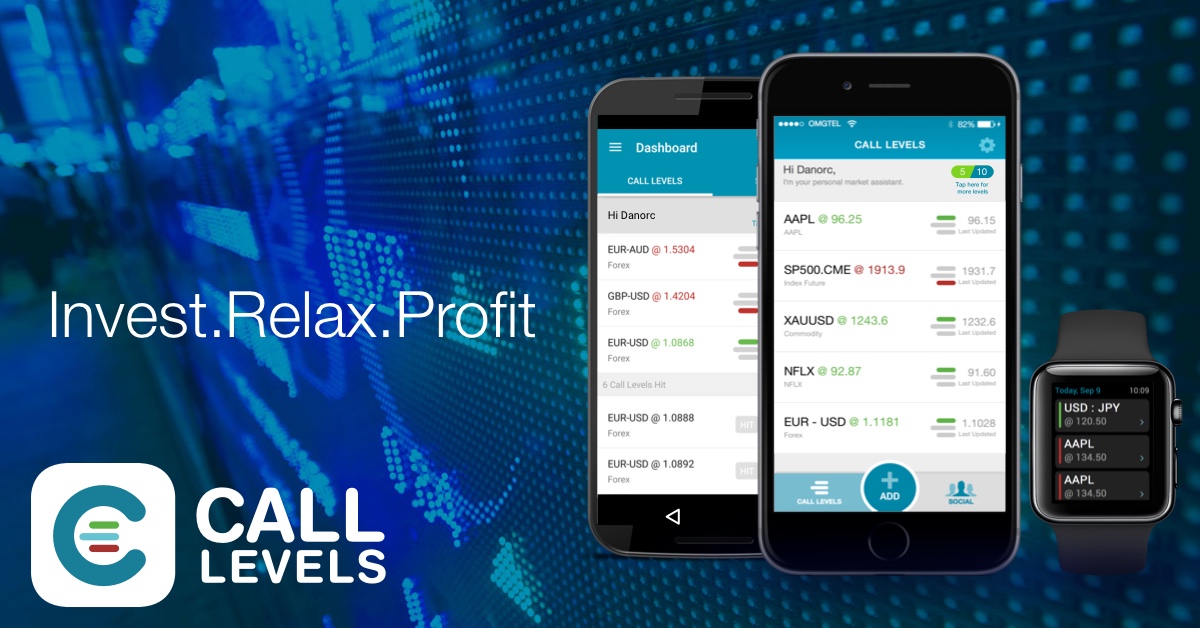 Invest.Relax.Profit
CALL
LEVELS
Dashboard
CALL LEVELS
Hi Danorc
EUR-AUD @ 1.5304
Forex
GBP-USD @ 1.4204
Forex
EUR-USD @ 1.0868
Forex
6 Call Levels Hit
EUR-USD @ 1.0888
HIT
Forex
EUR-USD @ 1.0892
HIT
Forex
OMGTEL 82%
CALL LEVELS
Hi Danorc,
I'm your personal market assistant.
5 10
Tap here for
more levels
AAPL @ 96.25 96.15
AAPL Last Updated
SP500.CME @ 1913.9 1931.7
Index Future Last Updated
XAUUSD @ 1243.6 1232.6
Commodity Last Updated
NFLX @ 92.87 91.60
NFLX Last Updated
EUR - USD @ 1.1181 1.1028
Forex Last Updated
CALL LEVELS
ADD
SOCIAL
Today, Sep 9 10:09
USD : JPY
@ 120.50
AAPL
@ 134.50
AAPL
@ 134.50